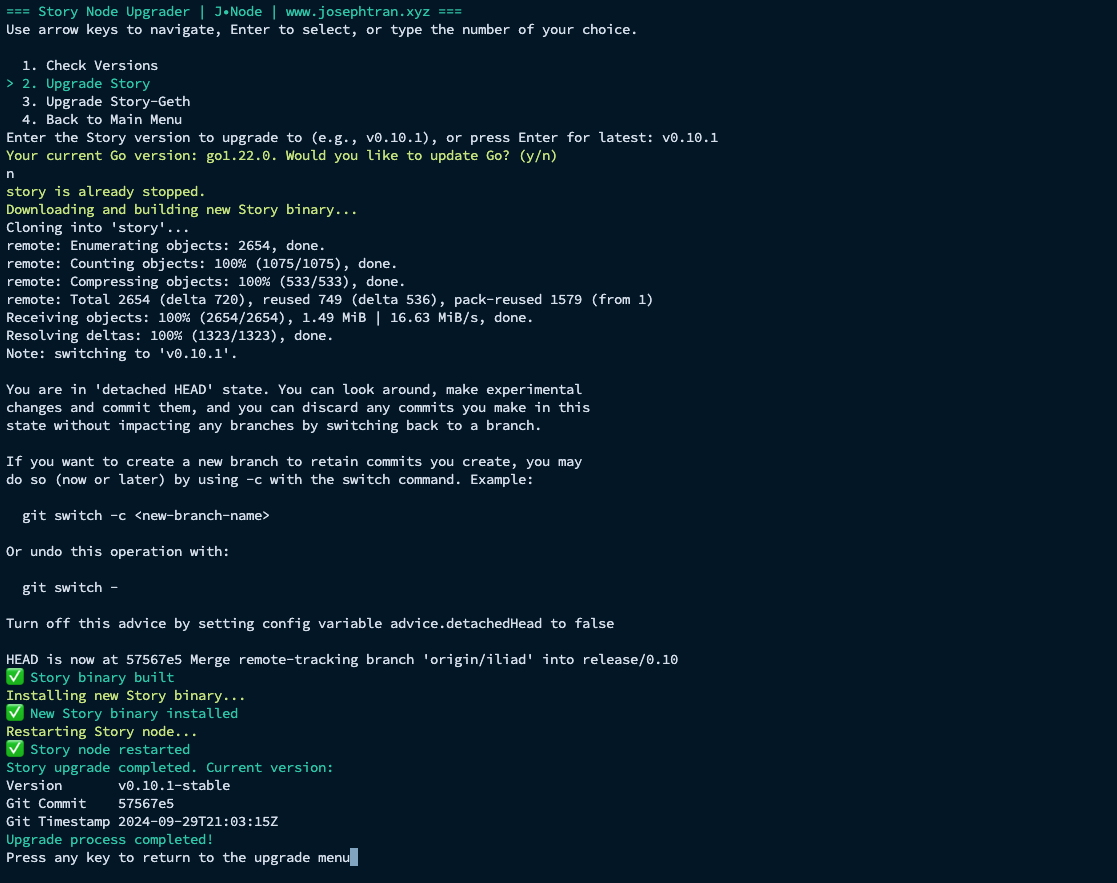 === Story Node Upgrader | J•Node | www.josephtran.xyz ===
Use arrow keys to navigate, Enter to select, or type the number of your choice.
1. Check Versions
> 2. Upgrade Story
3. Upgrade Story-Geth
4. Back to Main Menu
Enter the Story version to upgrade to (e.g., v0.10.1), or press Enter for latest: v0.10.1
Your current Go version: go1.22.0. Would you like to update Go? (y/n)
n
story is already stopped.
Downloading and building new Story binary...
Cloning into 'story'...
remote: Enumerating objects: 2654, done.
remote: Counting objects: 100% (1075/1075), done.
remote: Compressing objects: 100% (533/533), done.
remote: Total 2654 (delta 720), reused 749 (delta 536), pack-reused 1579 (from 1)
Receiving objects: 100% (2654/2654), 1.49 MiB | 16.63 MiB/s, done.
Resolving deltas: 100% (1323/1323), done.
Note: switching to 'v0.10.1'.
You are in 'detached HEAD' state. You can look around, make experimental
changes and commit them, and you can discard any commits you make in this
state without impacting any branches by switching back to a branch.
If you want to create a new branch to retain commits you create, you may
do so (now or later) by using -c with the switch command. Example:
git switch -c <new-branch-name>
Or undo this operation with:
git switch -
Turn off this advice by setting config variable advice.detachedHead to false
HEAD is now at 57567e5 Merge remote-tracking branch 'origin/iliad' into release/0.10
✅ Story binary built
Installing new Story binary...
✅ New Story binary installed
Restarting Story node...
✅ Story node restarted
Story upgrade completed. Current version:
Version v0.10.1-stable
Git Commit 57567e5
Git Timestamp 2024-09-29T21:03:15Z
Upgrade process completed!
Press any key to return to the upgrade menu